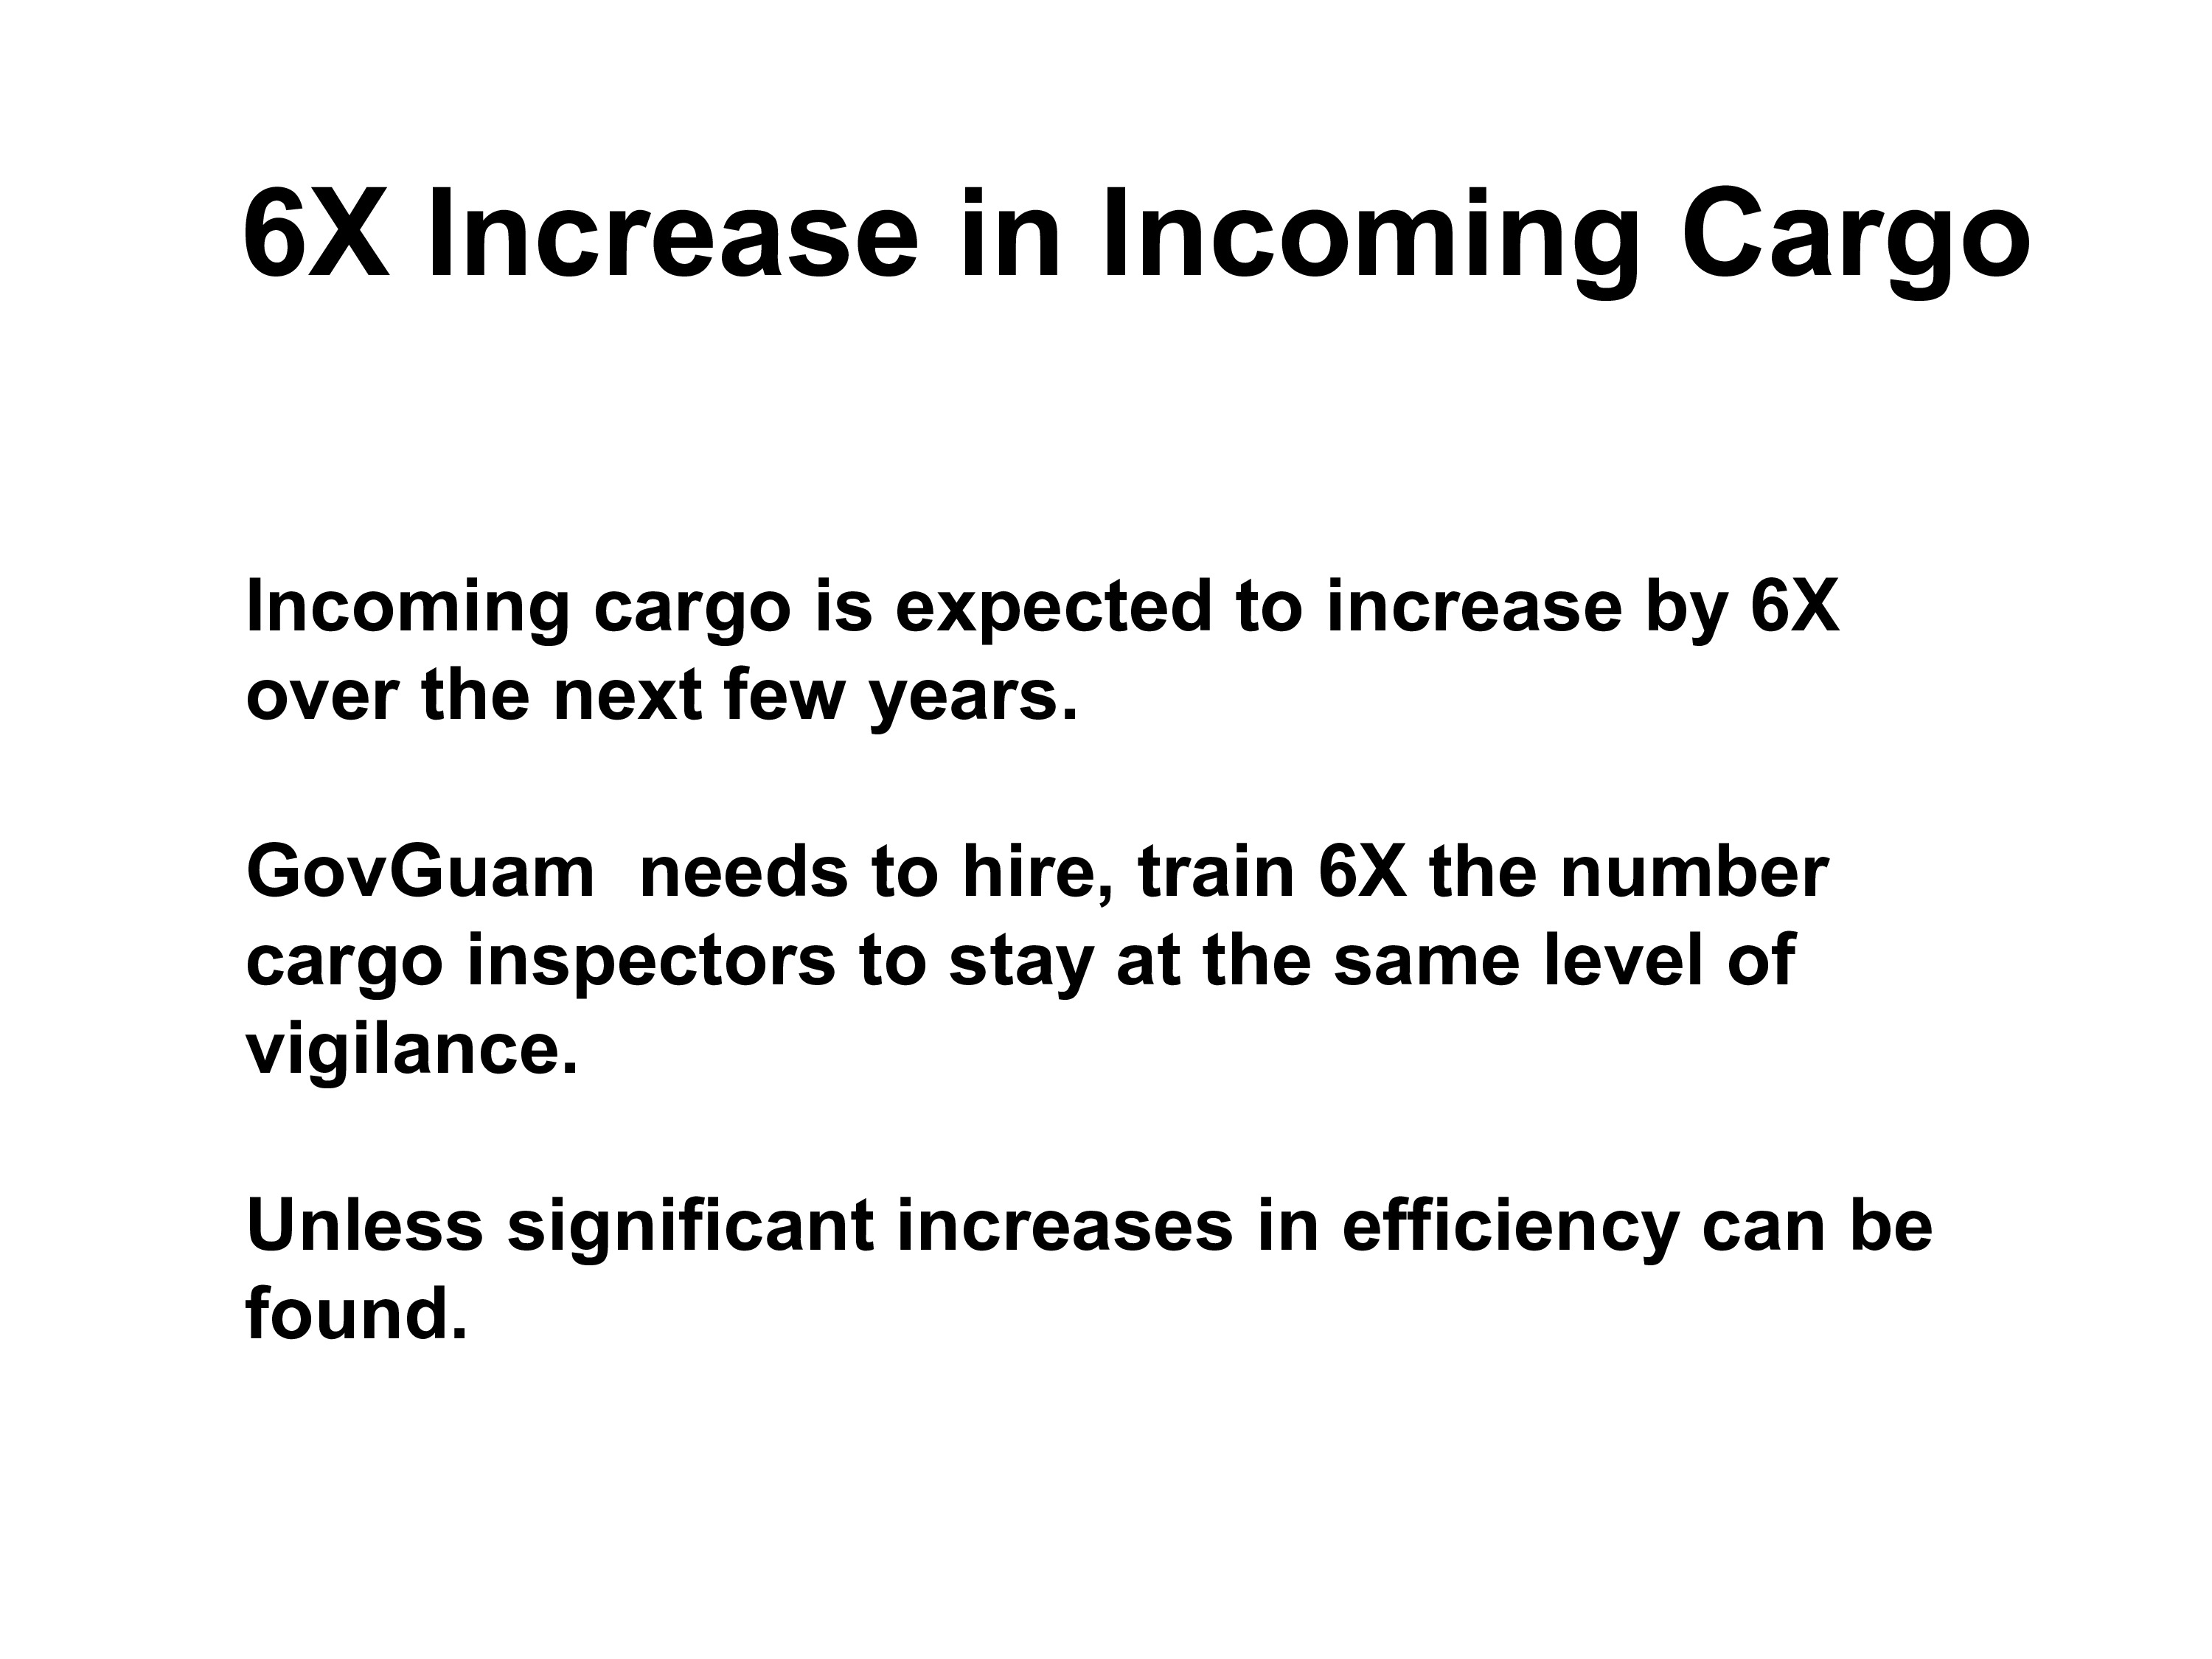 6X Increase in Incoming Cargo
Incoming cargo is expected to increase by 6X
over the next few years.
GovGuam  needs to hire, train 6X the number
cargo inspectors to stay at the same level of
vigilance.
Unless significant increases in efficiency can be
found.